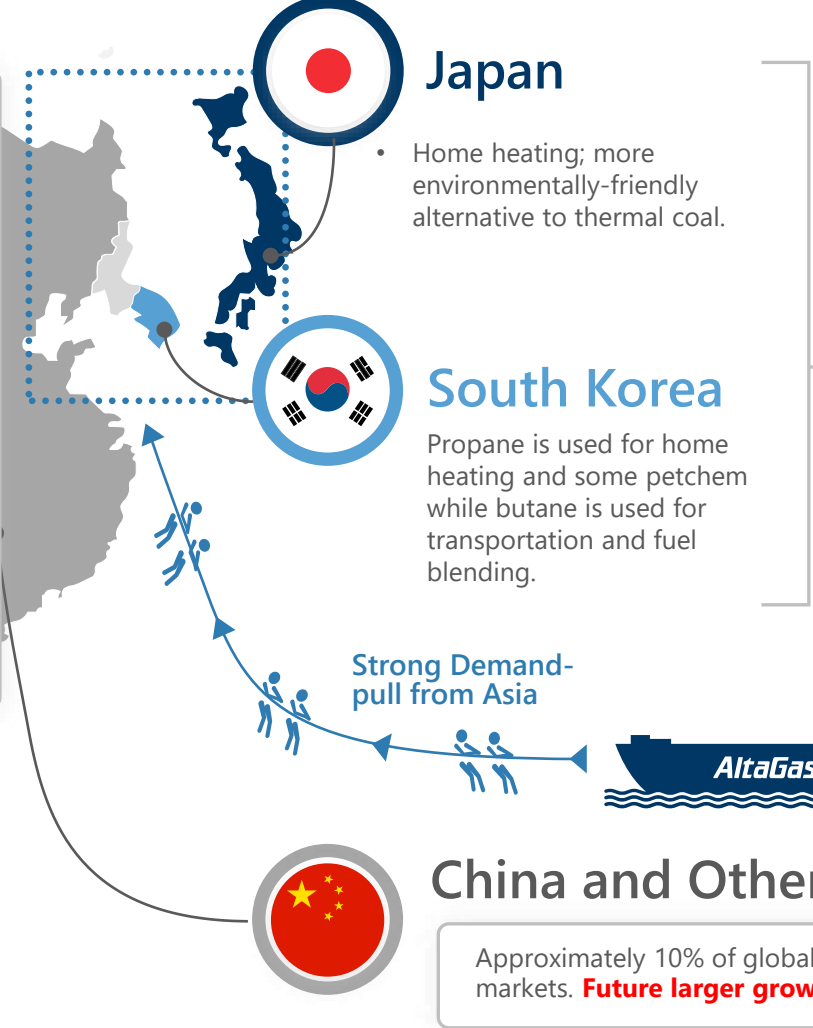 Japan
• Home heating; more
environmentally-friendly
alternative to thermal coal.
South Korea
Propane is used for home
heating and some petchem
while butane is used for
transportation and fuel
blending.
Strong Demand-
pull from Asia
AltaGas
China and Other
Approximately 10% of global
markets. Future larger grow